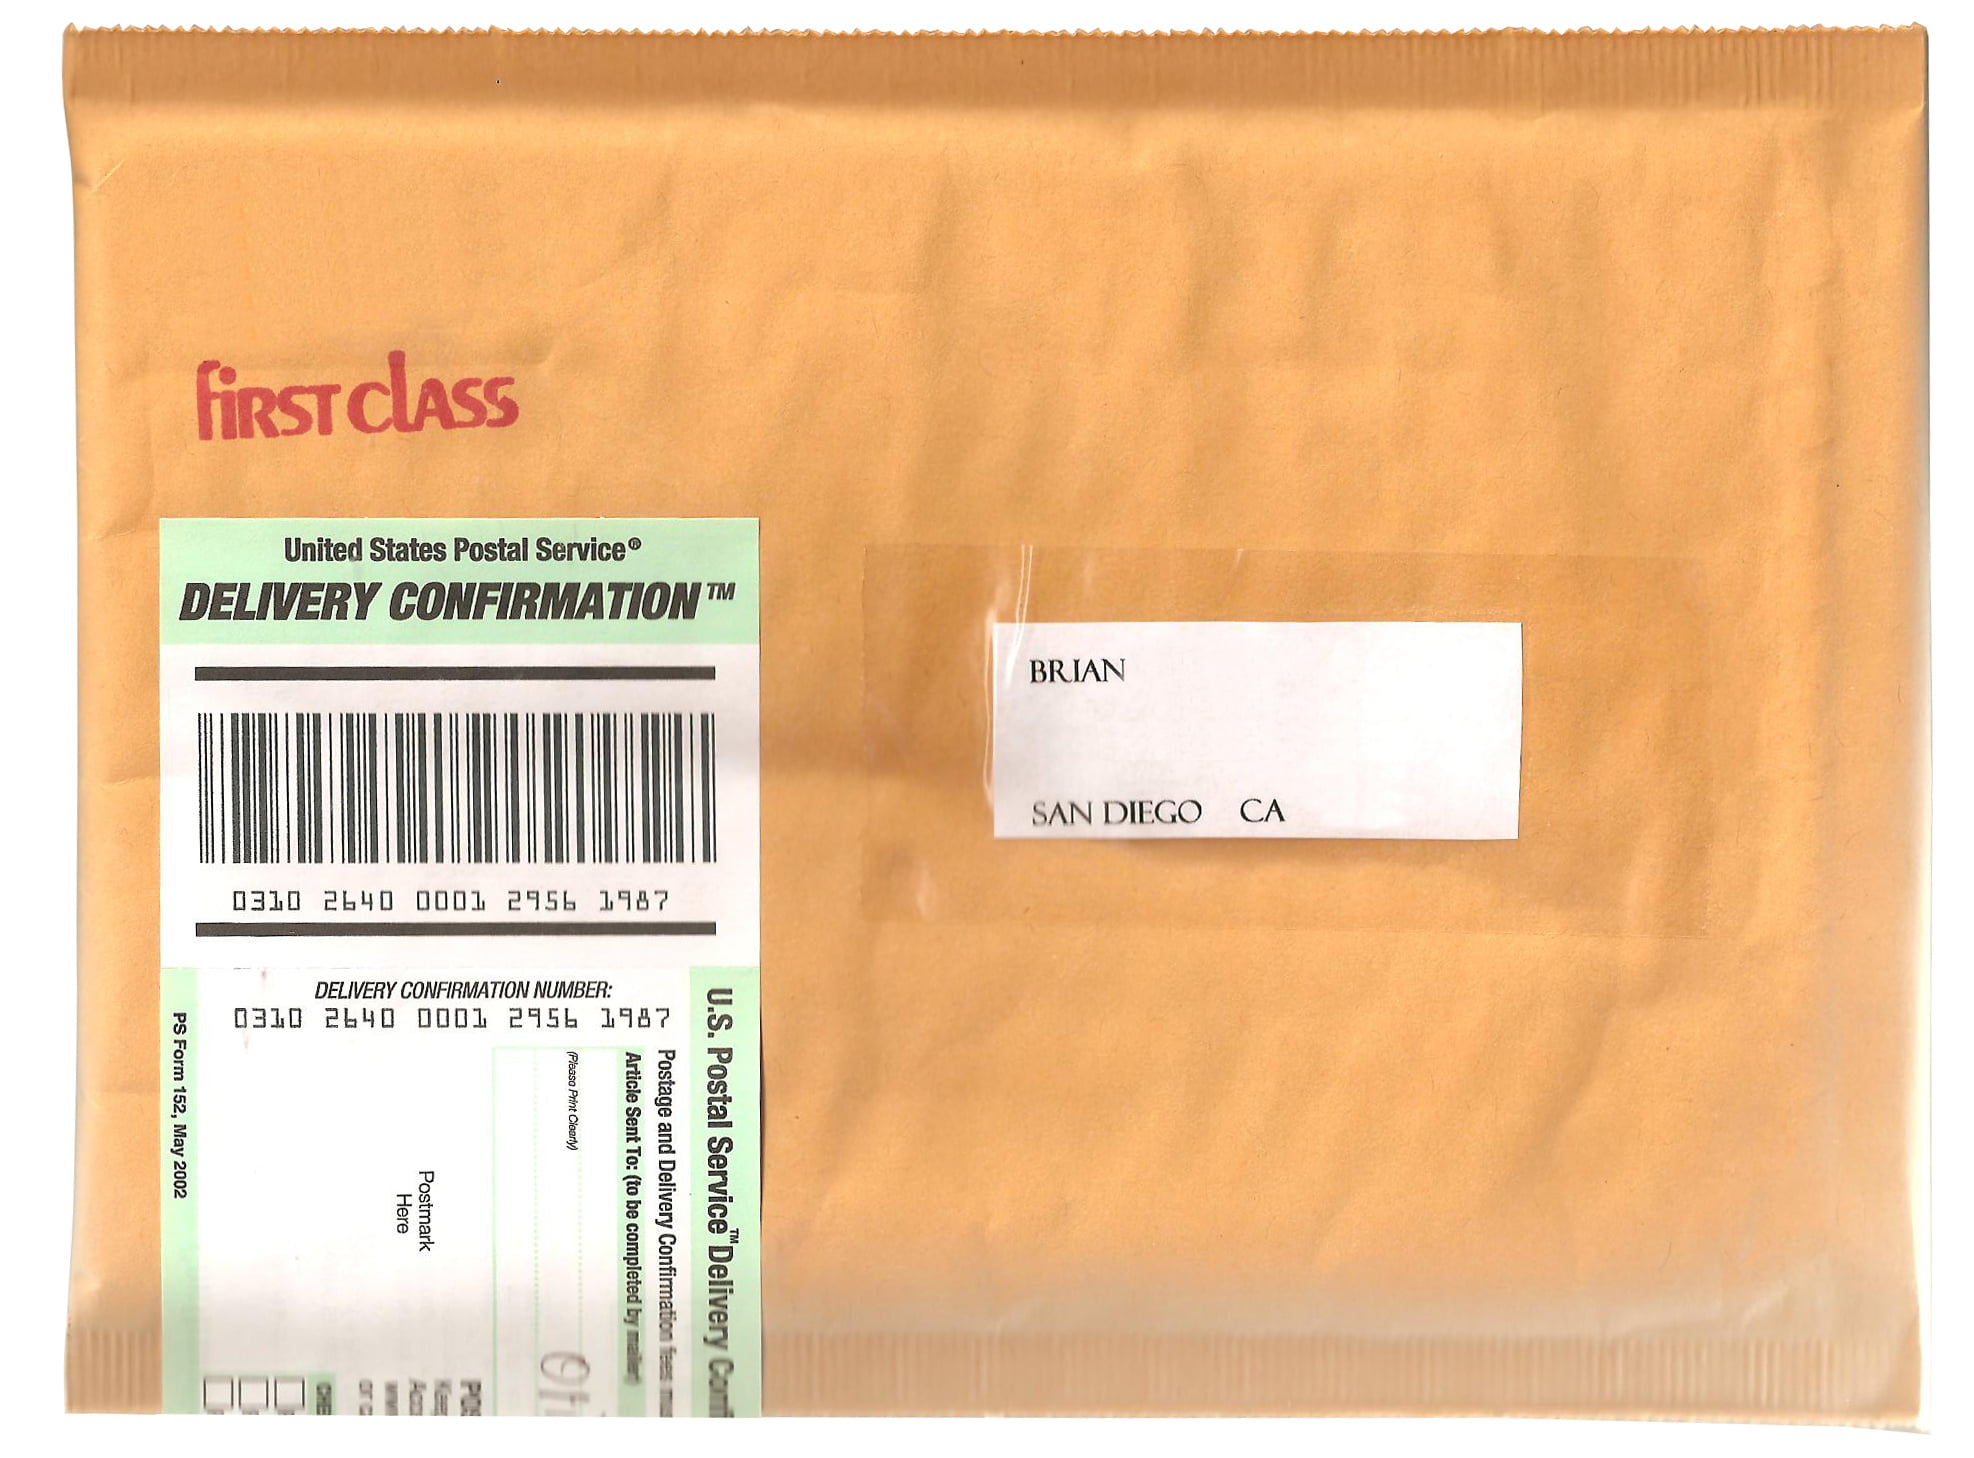 first class
United States Postal Service®
DELIVERY CONFIRMATION™
0310 2640 0001 2956 1987
BRIAN
SAN DIEGO CA
DELIVERY CONFIRMATION NUMBER:
0310 2640 0001 2956 1987
U.S. Postal Service™ Delivery
Postage and Delivery Confirmation fees
Article Sent To: (to be completed by mailer)
(Please Print Clearly)
Postmark
Here
PS Form 152, May 2002